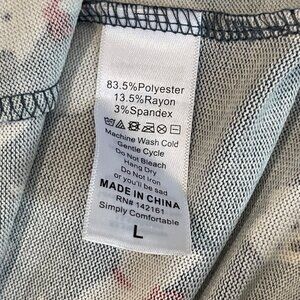 83.5%Polyester
13.5%Rayon
3%Spandex
Machine Wash Cold
Gentle Cycle
Do Not Bleach
Hang Dry
Do Not Iron
or you'll be sad
MADE IN CHINA
RN# 142161
Simply Comfortable
L